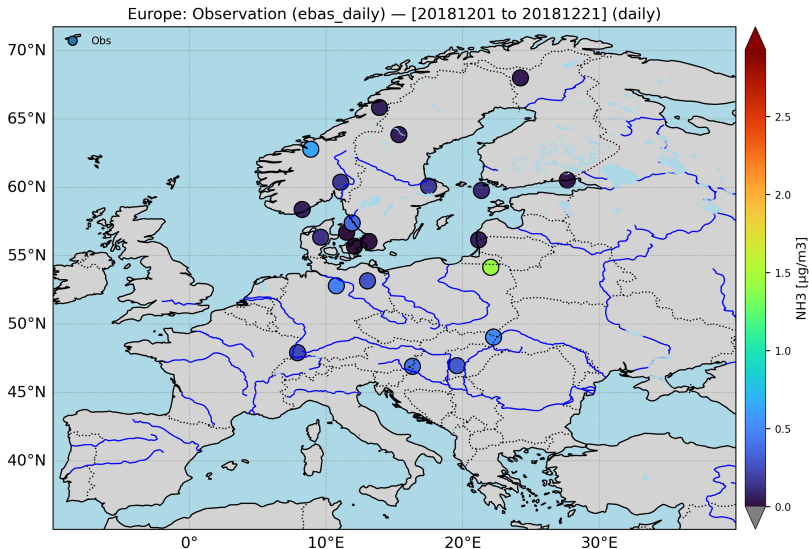 Europe: Observation (ebas_daily) — [20181201 to 20181221] (daily)
Obs
70°N
65°N
60°N
55°N
50°N
45°N
40°N
0°
10°E
20°E
30°E
2.5
2.0
1.5
1.0
0.5
0.0
NH3 [µg/m3]